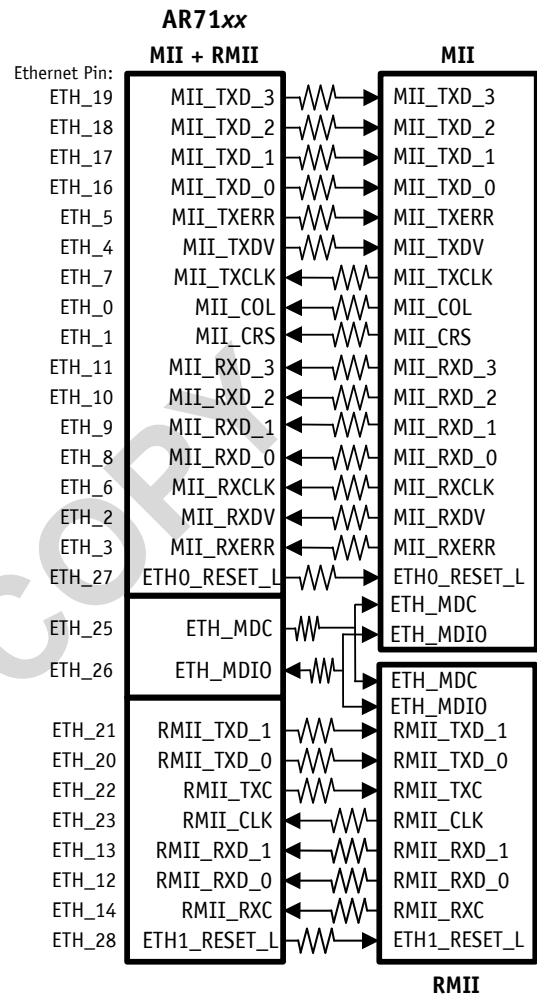 AR71xx
MII + RMII MII
Ethernet Pin:
ETH_19 MII_TXD_3 MII_TXD_3
ETH_18 MII_TXD_2 MII_TXD_2
ETH_17 MII_TXD_1 MII_TXD_1
ETH_16 MII_TXD_0 MII_TXD_0
ETH_5 MII_TXERR MII_TXERR
ETH_4 MII_TXDV MII_TXDV
ETH_7 MII_TXCLK MII_TXCLK
ETH_0 MII_COL MII_COL
ETH_1 MII_CRS MII_CRS
ETH_11 MII_RXD_3 MII_RXD_3
ETH_10 MII_RXD_2 MII_RXD_2
ETH_9 MII_RXD_1 MII_RXD_1
ETH_8 MII_RXD_0 MII_RXD_0
ETH_6 MII_RXCLK MII_RXCLK
ETH_2 MII_RXDV MII_RXDV
ETH_3 MII_RXERR MII_RXERR
ETH_27 ETH0_RESET_L ETH0_RESET_L
ETH_MDC
ETH_25 ETH_MDC ETH_MDIO
ETH_26 ETH_MDIO ETH_MDC
ETH_MDIO
ETH_21 RMII_TXD_1 RMII_TXD_1
ETH_20 RMII_TXD_0 RMII_TXD_0
ETH_22 RMII_TXC RMII_TXC
ETH_23 RMII_CLK RMII_CLK
ETH_13 RMII_RXD_1 RMII_RXD_1
ETH_12 RMII_RXD_0 RMII_RXD_0
ETH_14 RMII_RXC RMII_RXC
ETH_28 ETH1_RESET_L ETH1_RESET_L
RMII
COPY